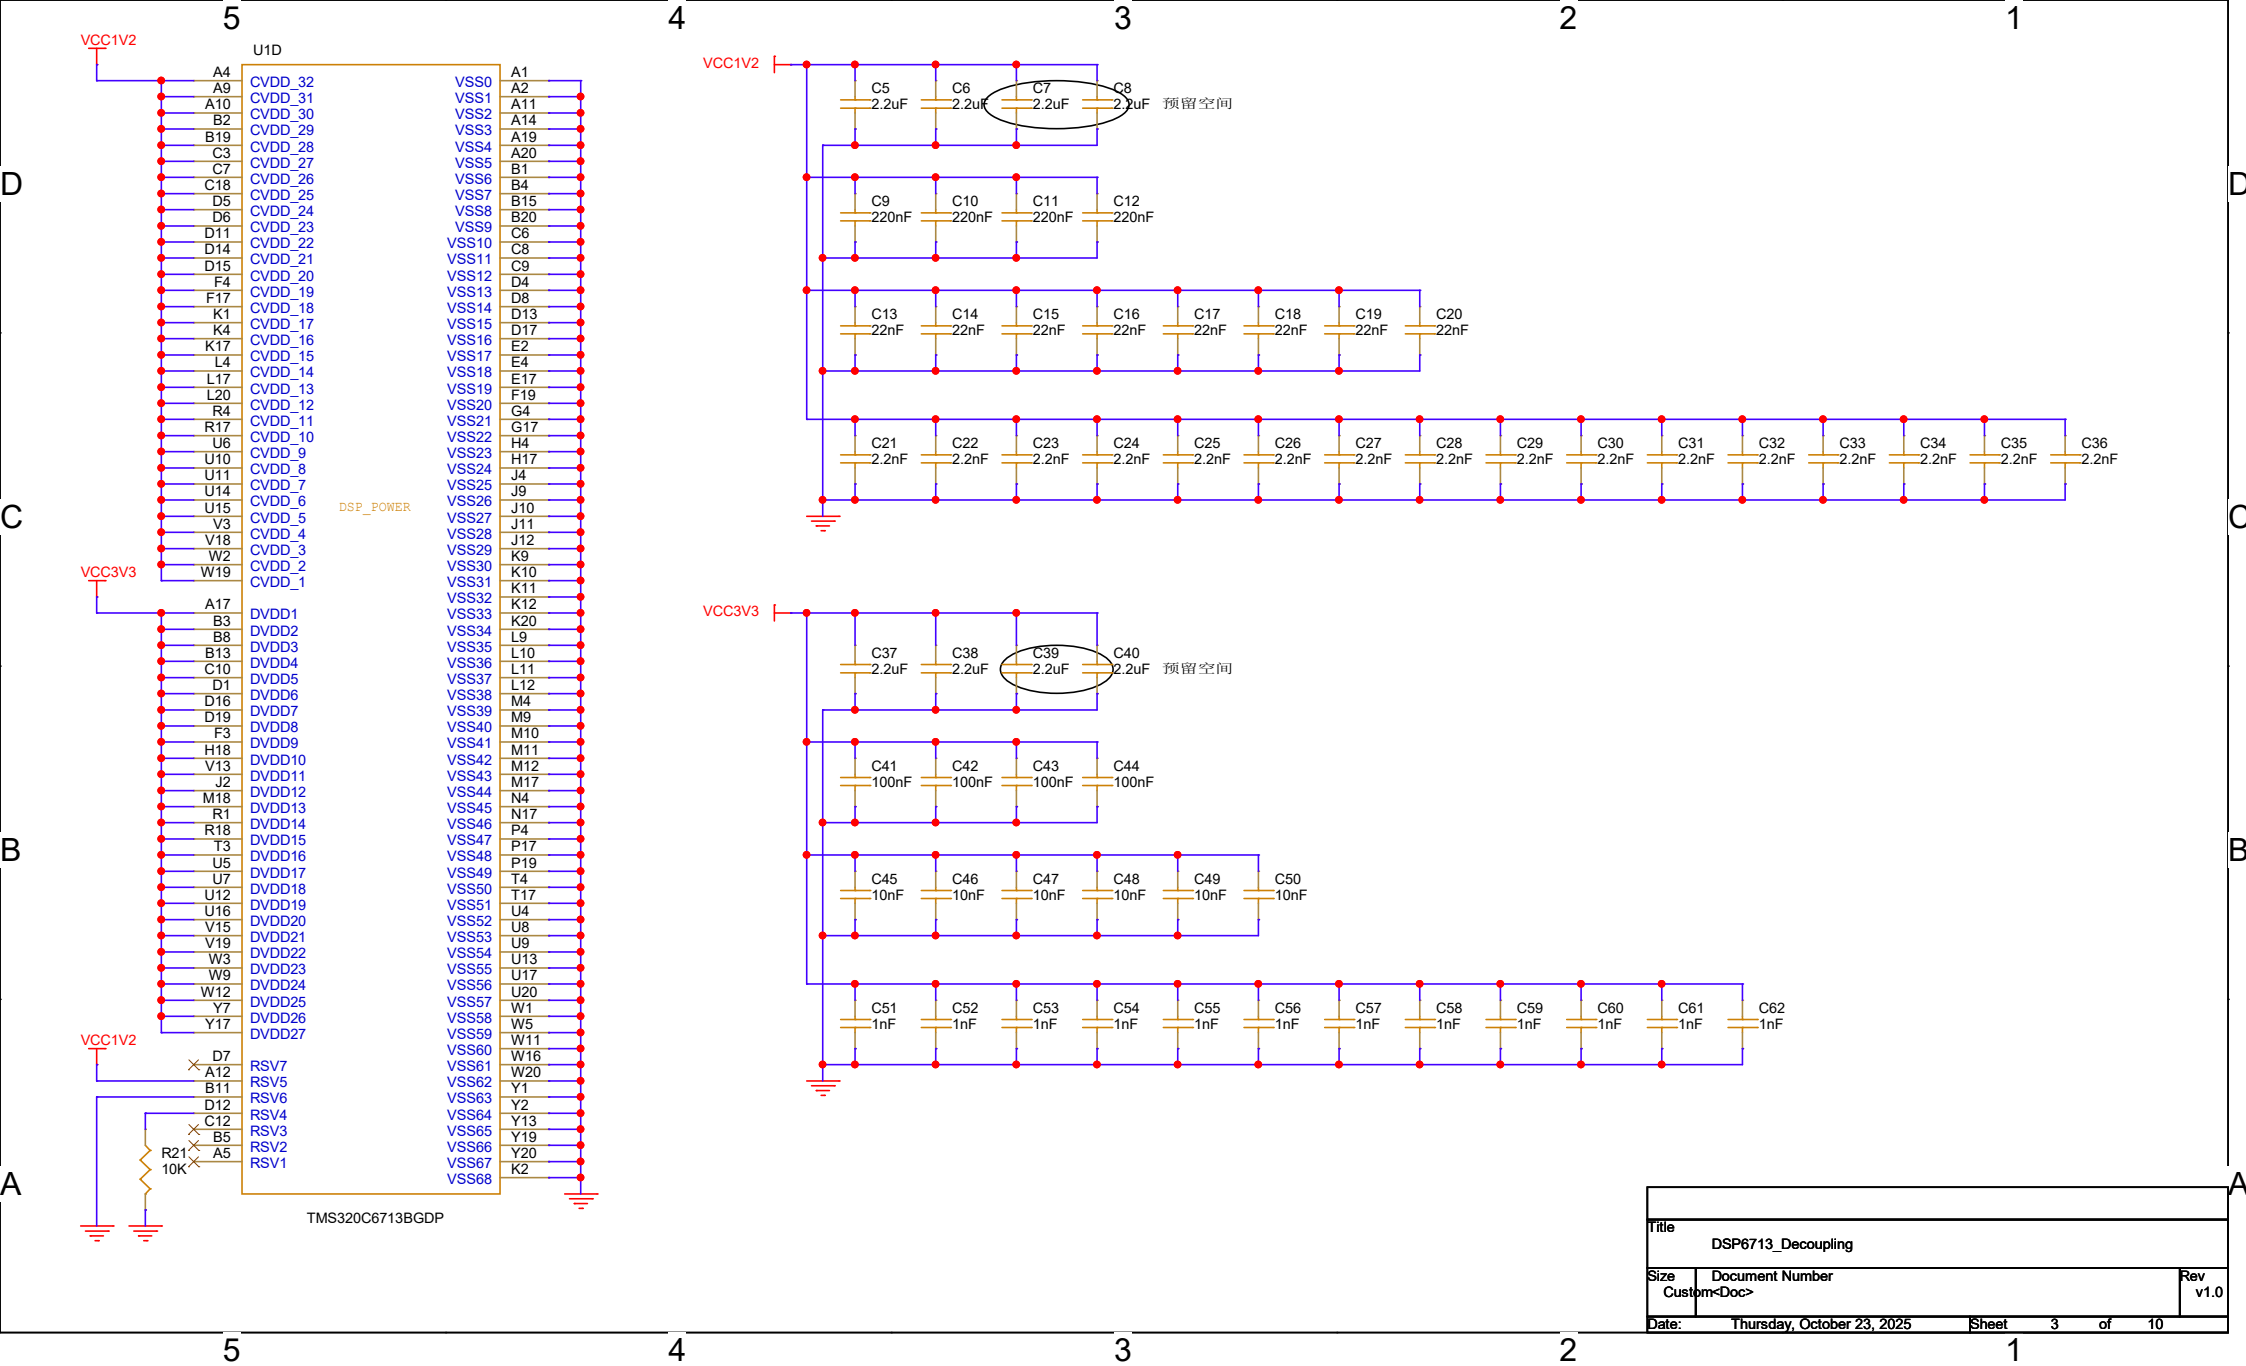 5 4 3 2 1
D D
C C
B B
A A
VCC1V2
U1D
A4 CVDD_32 VSS0 A1
A9 CVDD_31 VSS1 A2
A10 CVDD_30 VSS2 A11
B2 CVDD_29 VSS3 A14
B19 CVDD_28 VSS4 A19
C3 CVDD_27 VSS5 A20
C7 CVDD_26 VSS6 B1
C18 CVDD_25 VSS7 B4
D5 CVDD_24 VSS8 B15
D6 CVDD_23 VSS9 B20
D11 CVDD_22 VSS10 C6
D14 CVDD_21 VSS11 C8
D15 CVDD_20 VSS12 C9
F4 CVDD_19 VSS13 D4
F17 CVDD_18 VSS14 D8
K1 CVDD_17 VSS15 D13
K4 CVDD_16 VSS16 D17
K17 CVDD_15 VSS17 E2
L4 CVDD_14 VSS18 E4
L17 CVDD_13 VSS19 E17
L20 CVDD_12 VSS20 F19
R4 CVDD_11 VSS21 G4
R17 CVDD_10 VSS22 G17
U6 CVDD_9 VSS23 H4
U10 CVDD_8 VSS24 H17
U11 CVDD_7 VSS25 J4
U14 CVDD_6 VSS26 J9
U15 CVDD_5 VSS27 J10
V3 CVDD_4 VSS28 J11
V18 CVDD_3 VSS29 J12
W2 CVDD_2 VSS30 K9
W19 CVDD_1 VSS31 K10
VSS32 K11
DSP_POWER
VCC3V3
A17 DVDD1 VSS33 K12
B3 DVDD2 VSS34 K20
B8 DVDD3 VSS35 L9
B13 DVDD4 VSS36 L10
C10 DVDD5 VSS37 L11
D1 DVDD6 VSS38 L12
D16 DVDD7 VSS39 M4
D19 DVDD8 VSS40 M9
F3 DVDD9 VSS41 M10
H18 DVDD10 VSS42 M11
V13 DVDD11 VSS43 M12
J2 DVDD12 VSS44 M17
M18 DVDD13 VSS45 N4
R1 DVDD14 VSS46 N17
R18 DVDD15 VSS47 P4
T3 DVDD16 VSS48 P17
U5 DVDD17 VSS49 P19
U7 DVDD18 VSS50 T4
U12 DVDD19 VSS51 T17
U16 DVDD20 VSS52 U4
V15 DVDD21 VSS53 U8
V19 DVDD22 VSS54 U9
W3 DVDD23 VSS55 U13
W9 DVDD24 VSS56 U17
W12 DVDD25 VSS57 U20
Y7 DVDD26 VSS58 W1
Y17 DVDD27 VSS59 W5
VSS60 W11
VCC1V2
D7 RSV7 VSS61 W16
A12 RSV5 VSS62 W20
B11 RSV6 VSS63 Y1
D12 RSV4 VSS64 Y2
C12 RSV3 VSS65 Y13
B5 RSV2 VSS66 Y19
A5 RSV1 VSS67 Y20
VSS68 K2
R21
10K
TMS320C6713BGDP
VCC1V2
C5 C6 C7 C8
2.2uF 2.2uF 2.2uF 2.2uF 预留空间
C9 C10 C11 C12
220nF 220nF 220nF 220nF
C13 C14 C15 C16 C17 C18 C19 C20
22nF 22nF 22nF 22nF 22nF 22nF 22nF 22nF
C21 C22 C23 C24 C25 C26 C27 C28 C29 C30 C31 C32 C33 C34 C35 C36
2.2nF 2.2nF 2.2nF 2.2nF 2.2nF 2.2nF 2.2nF 2.2nF 2.2nF 2.2nF 2.2nF 2.2nF 2.2nF 2.2nF 2.2nF 2.2nF
VCC3V3
C37 C38 C39 C40
2.2uF 2.2uF 2.2uF 2.2uF 预留空间
C41 C42 C43 C44
100nF 100nF 100nF 100nF
C45 C46 C47 C48 C49 C50
10nF 10nF 10nF 10nF 10nF 10nF
C51 C52 C53 C54 C55 C56 C57 C58 C59 C60 C61 C62
1nF 1nF 1nF 1nF 1nF 1nF 1nF 1nF 1nF 1nF 1nF 1nF
Title
DSP6713_Decoupling
Size Document Number Rev
Custom <Doc> v1.0
Date: Thursday, October 23, 2025 Sheet 3 of 10
5 4 3 2 1